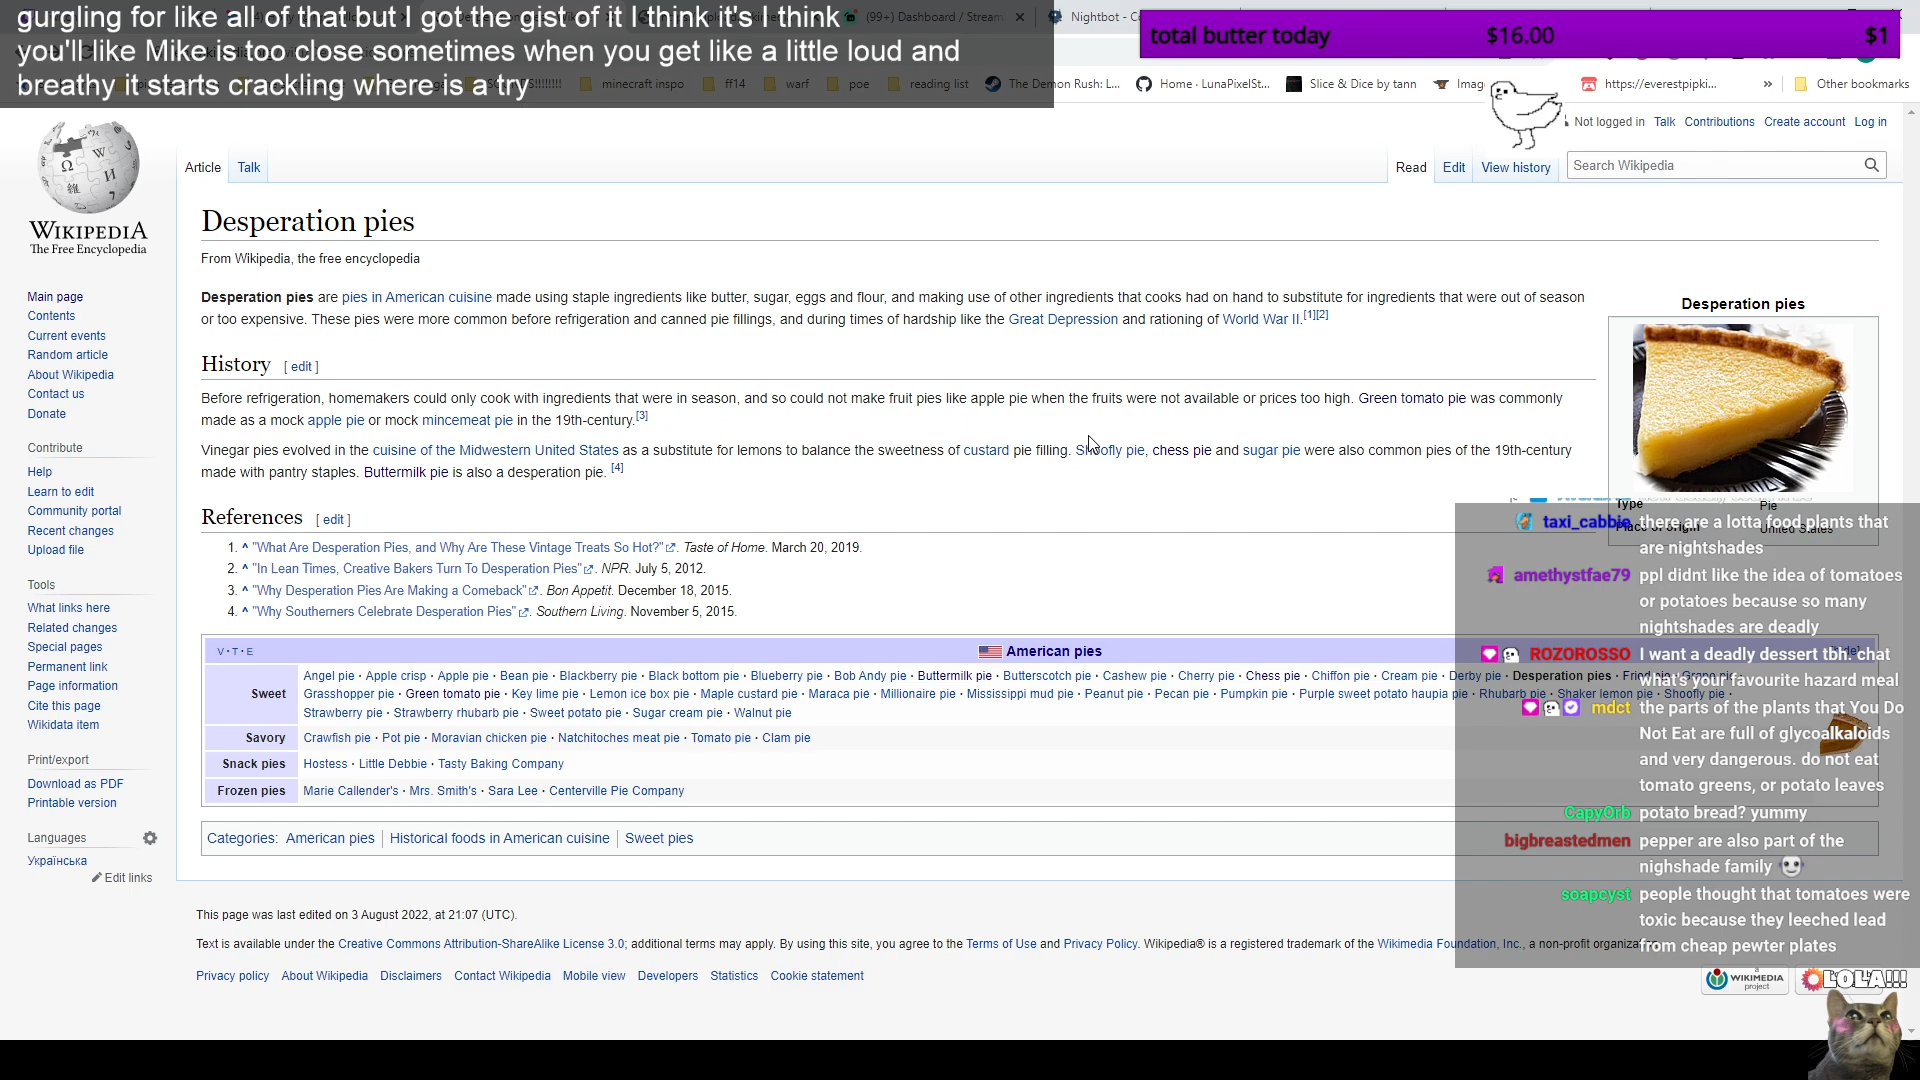 gurgling for like all of that but I got the gist of it I think it's I think
you'll like Mike is too close sometimes when you get like a little loud and
breathy it starts crackling where is a try
(99+) Dashboard / Stream
Nightbot - C
total butter today $16.00 $1
minecraft inspo ff14 warf poe reading list The Demon Rush: L... Home · LunaPixelSt... Slice & Dice by tann Imag https://everestpipki... » Other bookmarks
Not logged in Talk Contributions Create account Log in
Article Talk Read Edit View history Search Wikipedia
WIKIPEDIA
The Free Encyclopedia
Main page
Contents
Current events
Random article
About Wikipedia
Contact us
Donate
Contribute
Help
Learn to edit
Community portal
Recent changes
Upload file
Tools
What links here
Related changes
Special pages
Permanent link
Page information
Cite this page
Wikidata item
Print/export
Download as PDF
Printable version
Languages
Українська
Edit links
Desperation pies
From Wikipedia, the free encyclopedia
Desperation pies are pies in American cuisine made using staple ingredients like butter, sugar, eggs and flour, and making use of other ingredients that cooks had on hand to substitute for ingredients that were out of season
or too expensive. These pies were more common before refrigeration and canned pie fillings, and during times of hardship like the Great Depression and rationing of World War II.[1][2]
Desperation pies
Type Pie
Place of origin United States
History [ edit ]
Before refrigeration, homemakers could only cook with ingredients that were in season, and so could not make fruit pies like apple pie when the fruits were not available or prices too high. Green tomato pie was commonly
made as a mock apple pie or mock mincemeat pie in the 19th-century.[3]
Vinegar pies evolved in the cuisine of the Midwestern United States as a substitute for lemons to balance the sweetness of custard pie filling. Shoofly pie, chess pie and sugar pie were also common pies of the 19th-century
made with pantry staples. Buttermilk pie is also a desperation pie. [4]
References [ edit ]
1. ^ "What Are Desperation Pies, and Why Are These Vintage Treats So Hot?". Taste of Home. March 20, 2019.
2. ^ "In Lean Times, Creative Bakers Turn To Desperation Pies". NPR. July 5, 2012.
3. ^ "Why Desperation Pies Are Making a Comeback". Bon Appetit. December 18, 2015.
4. ^ "Why Southerners Celebrate Desperation Pies". Southern Living. November 5, 2015.
V · T · E American pies
Sweet
Angel pie · Apple crisp · Apple pie · Bean pie · Blackberry pie · Black bottom pie · Blueberry pie · Bob Andy pie · Buttermilk pie · Butterscotch pie · Cashew pie · Cherry pie · Chess pie · Chiffon pie · Cream pie · Derby pie · Desperation pies ·
Grasshopper pie · Green tomato pie · Key lime pie · Lemon ice box pie · Maple custard pie · Maraca pie · Millionaire pie · Mississippi mud pie · Peanut pie · Pecan pie · Pumpkin pie · Purple sweet potato haupia pie · Rhubarb pie · Shaker lemon pie · Shoofly pie ·
Strawberry pie · Strawberry rhubarb pie · Sweet potato pie · Sugar cream pie · Walnut pie
Savory Crawfish pie · Pot pie · Moravian chicken pie · Natchitoches meat pie · Tomato pie · Clam pie
Snack pies Hostess · Little Debbie · Tasty Baking Company
Frozen pies Marie Callender's · Mrs. Smith's · Sara Lee · Centerville Pie Company
Categories: American pies | Historical foods in American cuisine | Sweet pies
taxi_cabbie there are a lotta food plants that
are nightshades
amethystfae79 ppl didnt like the idea of tomatoes
or potatoes because so many
nightshades are deadly
ROZOROSSO I want a deadly dessert tbh. chat
what's your favourite hazard meal
mdct the parts of the plants that You Do
Not Eat are full of glycoalkaloids
and very dangerous. do not eat
tomato greens, or potato leaves
CapyOrb potato bread? yummy
bigbreastedmen pepper are also part of the
nighshade family
soapcyst people thought that tomatoes were
toxic because they leeched lead
from cheap pewter plates
This page was last edited on 3 August 2022, at 21:07 (UTC).
Text is available under the Creative Commons Attribution-ShareAlike License 3.0; additional terms may apply. By using this site, you agree to the Terms of Use and Privacy Policy. Wikipedia® is a registered trademark of the Wikimedia Foundation, Inc., a non-profit
Privacy policy About Wikipedia Disclaimers Contact Wikipedia Mobile view Developers Statistics Cookie statement
a
WIKIMEDIA
project
LOLA!!!